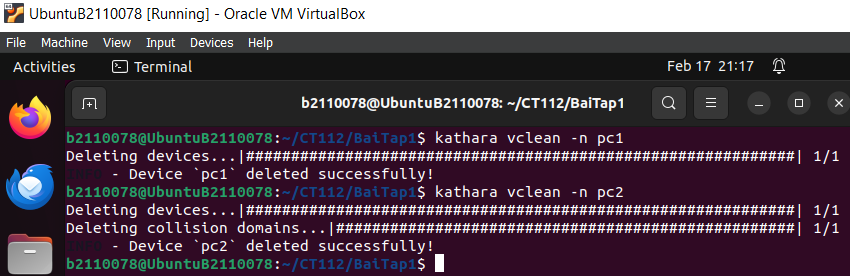 UbuntuB2110078 [Running] - Oracle VM VirtualBox
File Machine View Input Devices Help
Activities Terminal Feb 17 21:17
b2110078@UbuntuB2110078: ~/CT112/BaiTap1
b2110078@UbuntuB2110078:~/CT112/BaiTap1$ kathara vclean -n pc1
Deleting devices...|############################################################| 1/1
- Device `pc1` deleted successfully!
b2110078@UbuntuB2110078:~/CT112/BaiTap1$ kathara vclean -n pc2
Deleting devices...|############################################################| 1/1
Deleting collision domains...|##################################################| 1/1
- Device `pc2` deleted successfully!
b2110078@UbuntuB2110078:~/CT112/BaiTap1$